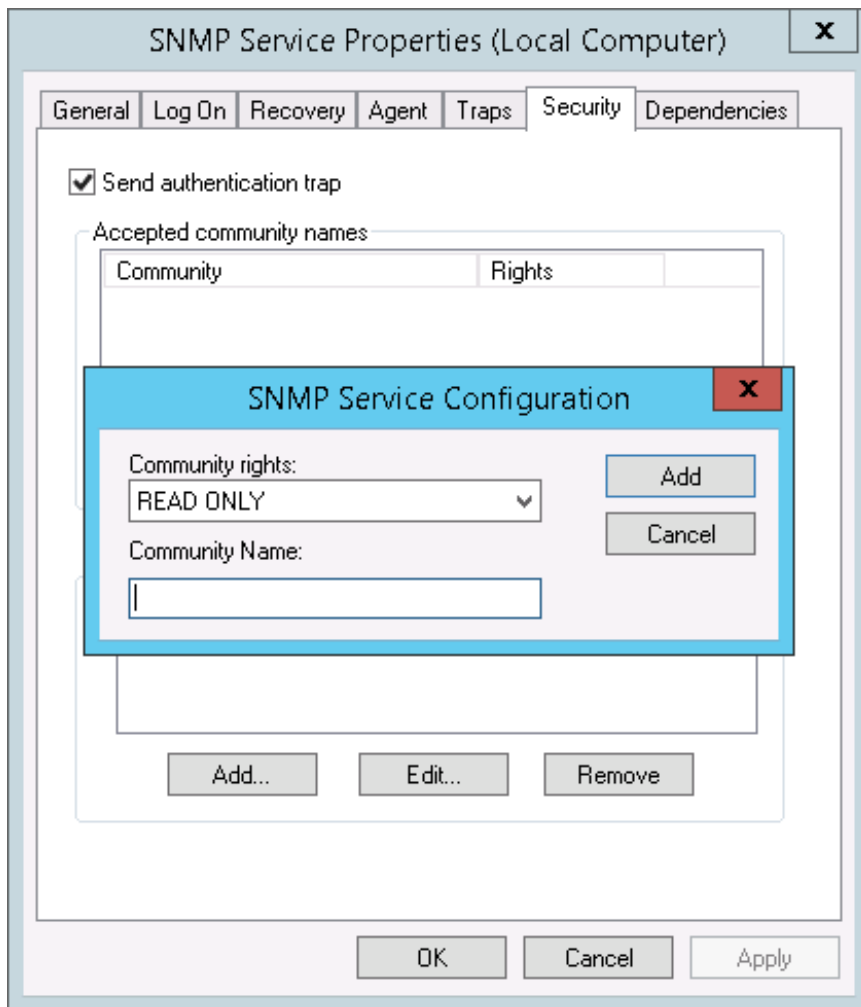 SNMP Service Properties (Local Computer)
x
General Log On Recovery Agent Traps Security Dependencies
Send authentication trap
Accepted community names
Community Rights
SNMP Service Configuration
x
Community rights:
READ ONLY
Add
Cancel
Community Name:
Add... Edit... Remove
OK Cancel Apply